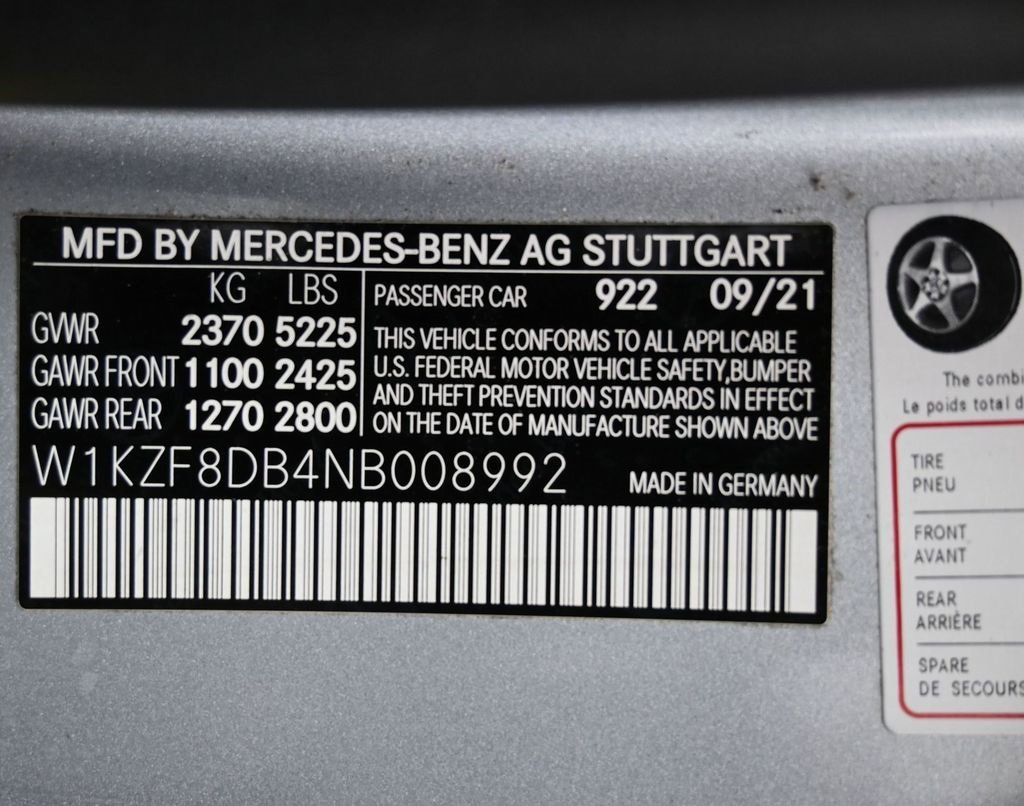 MFD BY MERCEDES-BENZ AG STUTTGART
KG LBS
GVWR 2370 5225
GAWR FRONT 1100 2425
GAWR REAR 1270 2800
PASSENGER CAR 922 09/21
THIS VEHICLE CONFORMS TO ALL APPLICABLE
U.S. FEDERAL MOTOR VEHICLE SAFETY,BUMPER
AND THEFT PREVENTION STANDARDS IN EFFECT
ON THE DATE OF MANUFACTURE SHOWN ABOVE
W1KZF8DB4NB008992
MADE IN GERMANY
The
Le poids total
TIRE
PNEU
FRONT
AVANT
REAR
ARRIÈRE
SPARE
DE SECOURS